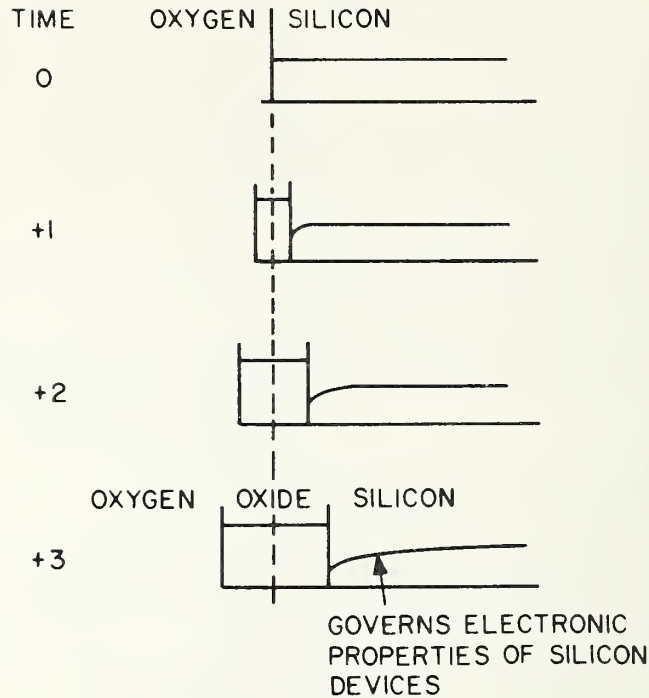 TIME OXYGEN SILICON
0
+1
+2
OXYGEN OXIDE SILICON
+3
GOVERNS ELECTRONIC
PROPERTIES OF SILICON
DEVICES